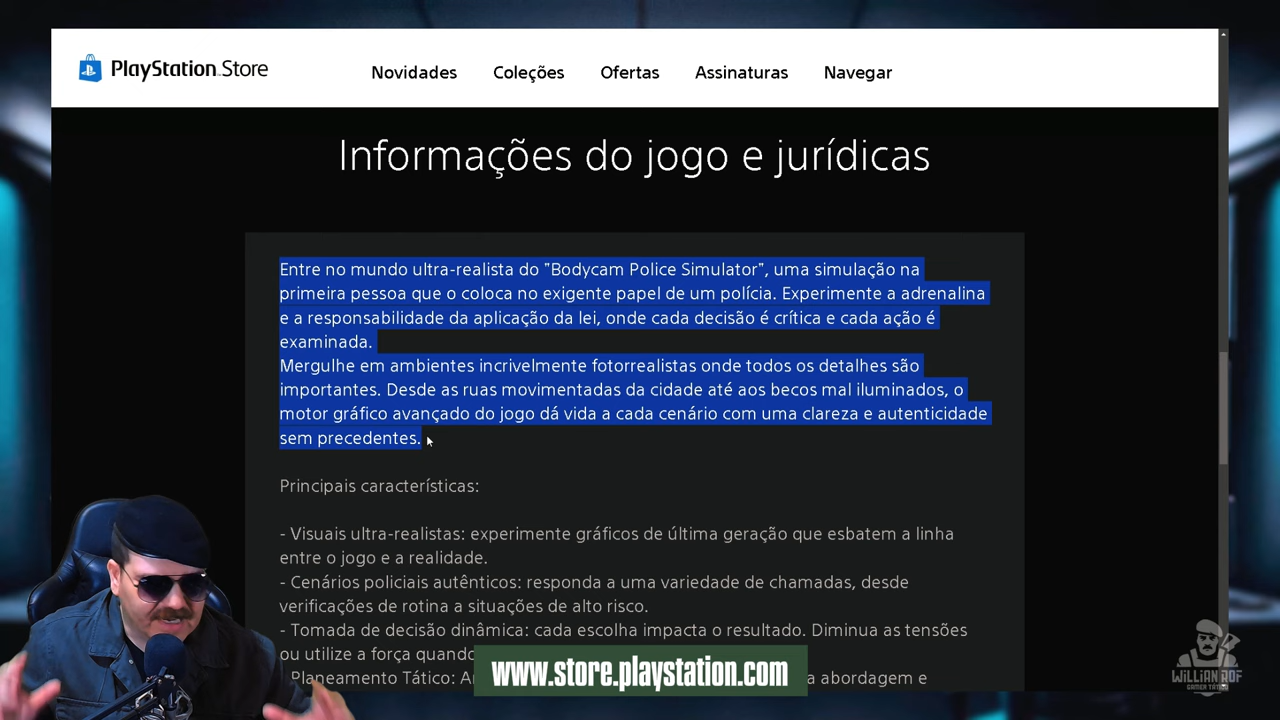 PlayStation Store
Novidades
Coleções
Ofertas
Assinaturas
Navegar
Informações do jogo e jurídicas
Entre no mundo ultra-realista do "Bodycam Police Simulator", uma simulação na
primeira pessoa que o coloca no exigente papel de um polícia. Experimente a adrenalina
e a responsabilidade da aplicação da lei, onde cada decisão é crítica e cada ação é
examinada.
Mergulhe em ambientes incrivelmente fotorrealistas onde todos os detalhes são
importantes. Desde as ruas movimentadas da cidade até aos becos mal iluminados, o
motor gráfico avançado do jogo dá vida a cada cenário com uma clareza e autenticidade
sem precedentes.
Principais características:
- Visuais ultra-realistas: experimente gráficos de última geração que esbatem a linha
entre o jogo e a realidade.
- Cenários policiais autênticos: responda a uma variedade de chamadas, desde
verificações de rotina a situações de alto risco.
- Tomada de decisão dinâmica: cada escolha impacta o resultado. Diminua as tensões
ou utilize a força quando
- Planeamento Tático: a abordagem e
www.store.playstation.com
WILLIAN ROF
GAMER TÁTICO